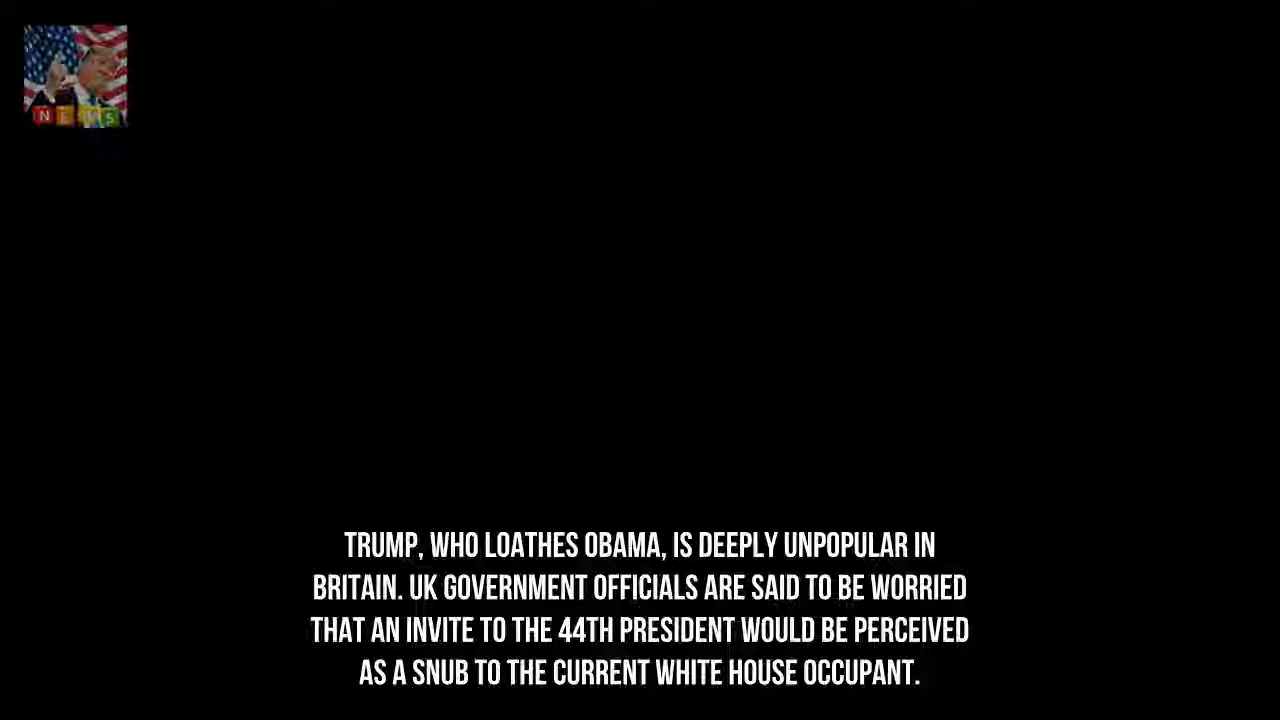 NEWS
TRUMP, WHO LOATHES OBAMA, IS DEEPLY UNPOPULAR IN
BRITAIN. UK GOVERNMENT OFFICIALS ARE SAID TO BE WORRIED
THAT AN INVITE TO THE 44TH PRESIDENT WOULD BE PERCEIVED
AS A SNUB TO THE CURRENT WHITE HOUSE OCCUPANT.